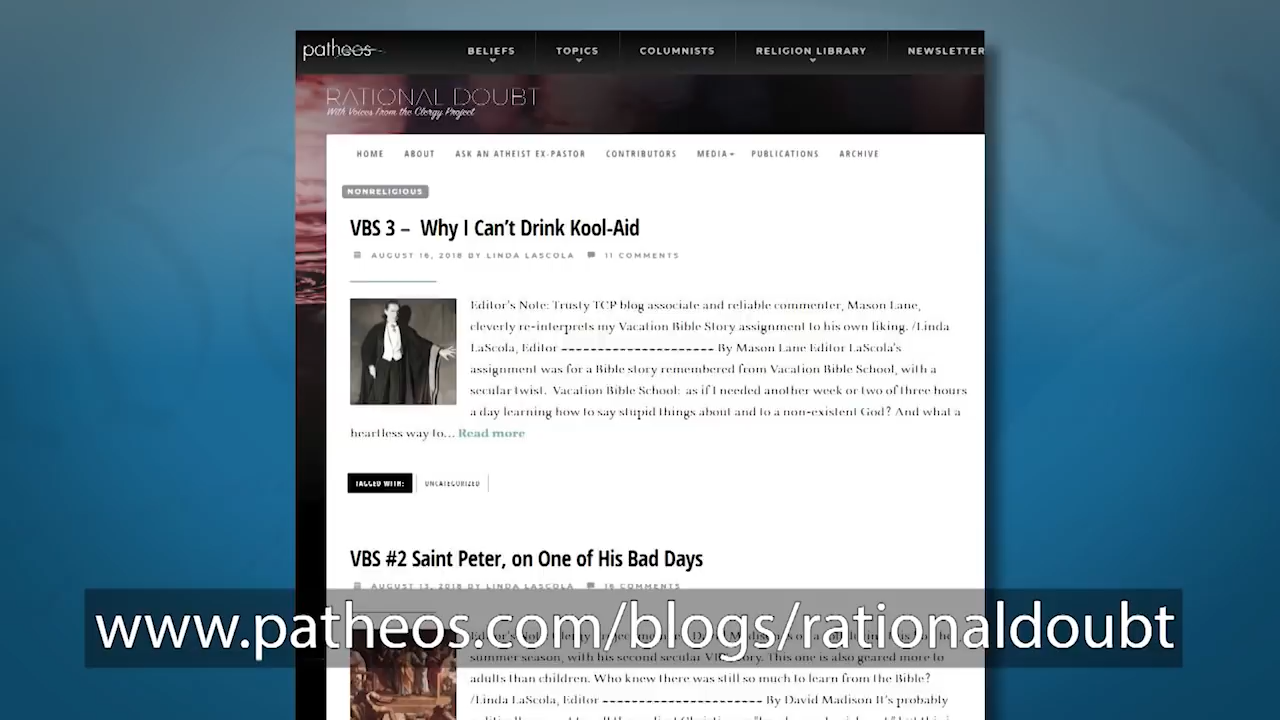 patheos
BELIEFS TOPICS COLUMNISTS RELIGION LIBRARY NEWSLETTER
RATIONAL DOUBT
With Voices from the Clergy Project
HOME ABOUT ASK AN ATHEIST EX-PASTOR CONTRIBUTORS MEDIA PUBLICATIONS ARCHIVE
NONRELIGIOUS
VBS 3 – Why I Can't Drink Kool-Aid
AUGUST 16, 2018 BY LINDA LASCOLA 11 COMMENTS
Editor's Note: Trusty TCP blog associate and reliable commenter, Mason Lane,
cleverly re-interprets my Vacation Bible Story assignment to his own liking. /Linda
LaScola, Editor ---------------------- By Mason Lane Editor LaScola's
assignment was for a Bible story remembered from Vacation Bible School, with a
secular twist. Vacation Bible School: as if I needed another week or two of three hours
a day learning how to say stupid things about and to a non-existent God? And what a
heartless way to... Read more
TAGGED WITH: UNCATEGORIZED
VBS #2 Saint Peter, on One of His Bad Days
AUGUST 13, 2018 BY LINDA LASCOLA 16 COMMENTS
www.patheos.com/blogs/rationaldoubt
summer season, with his second secular VBS story. This one is also geared more to
adults than children. Who knew there was still so much to learn from the Bible?
/Linda LaScola, Editor ----------------------- By David Madison It's probably